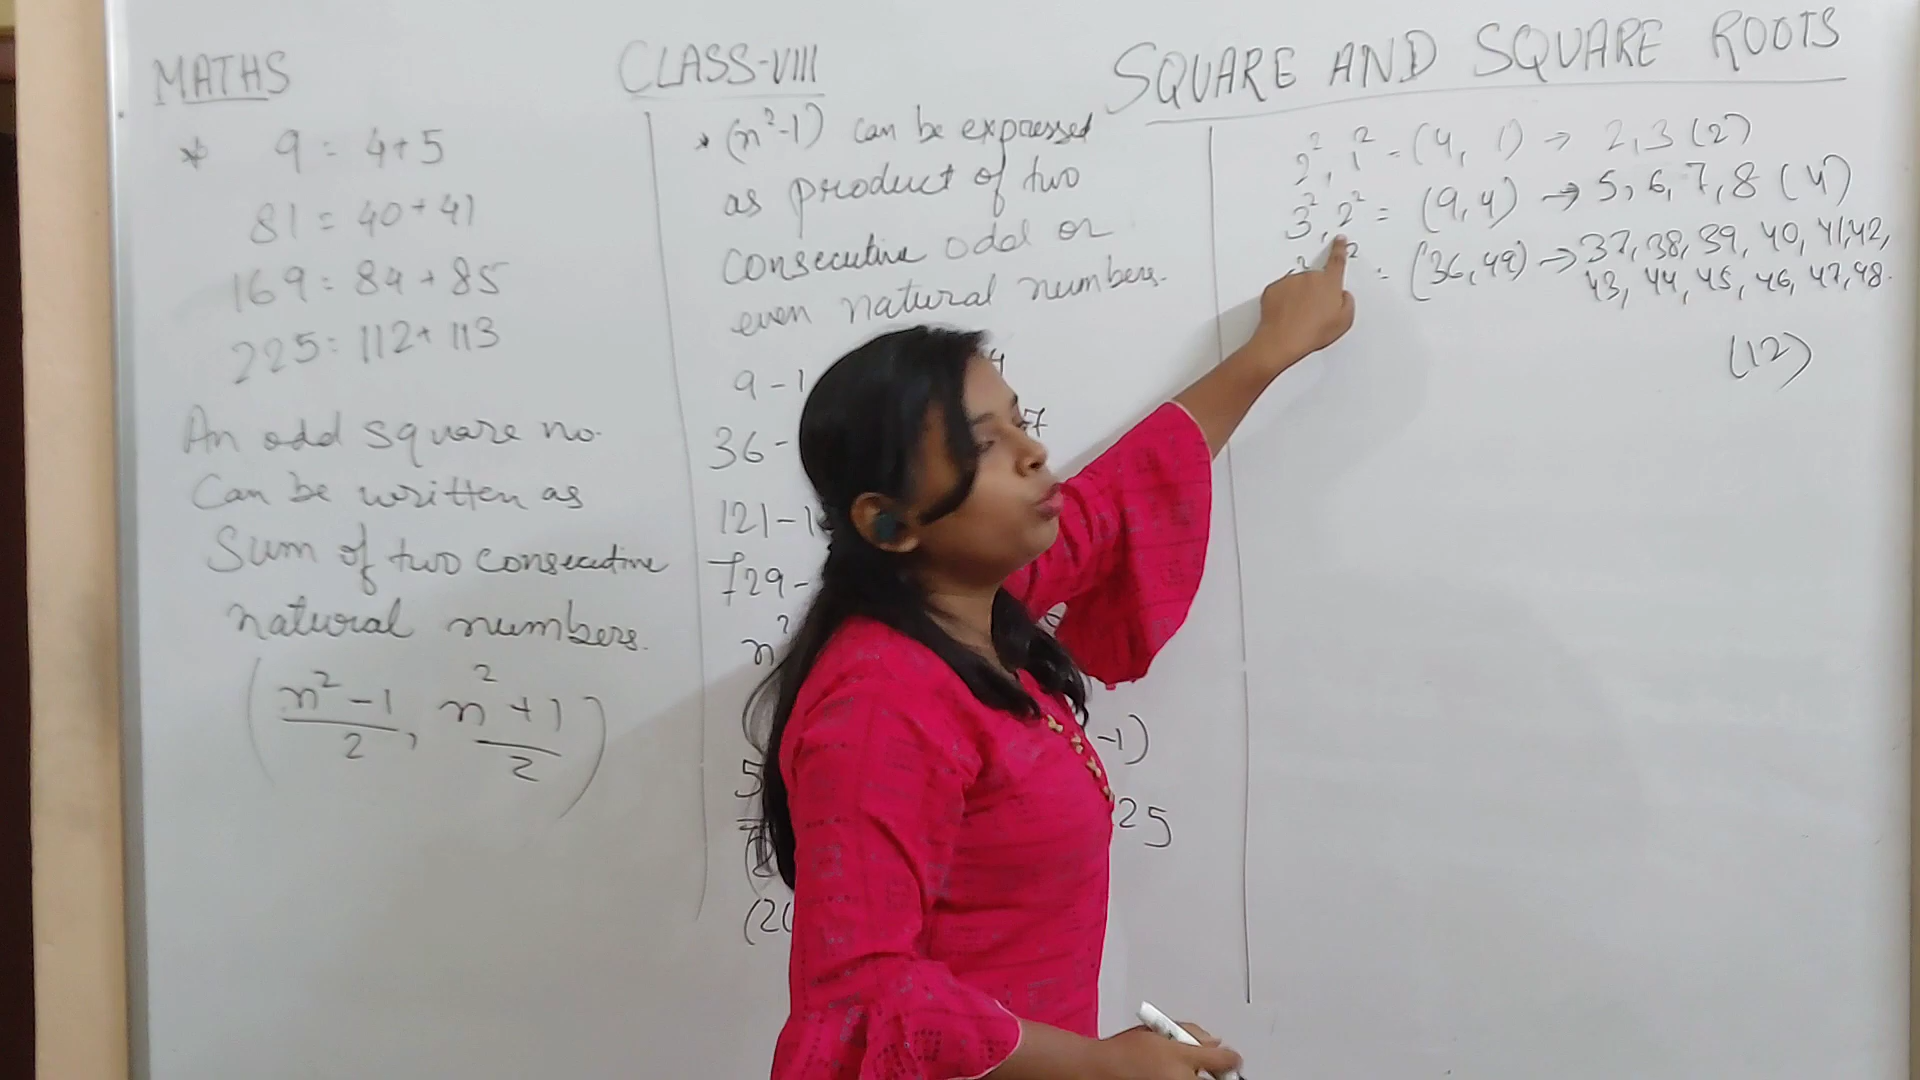 MATHS
CLASS-VIII
SQUARE AND SQUARE ROOTS
* 9 = 4+5
81 = 40+41
169 = 84+85
225 = 112+113
An odd square no.
Can be written as
Sum of two consecutive
natural numbers.
(n²-1/2, n²+1/2)
* (n²-1) can be expressed
as product of two
consecutive odd or
even natural numbers.
9-1
36-
121-1
729-
n²
-1)
5
25
2², 1² = (4, 1) → 2,3 (2)
3², 2² = (9,4) → 5, 6, 7, 8 (4)
= (36,49) → 37, 38, 39, 40, 41,42,
43, 44, 45, 46, 47,48.
(12)